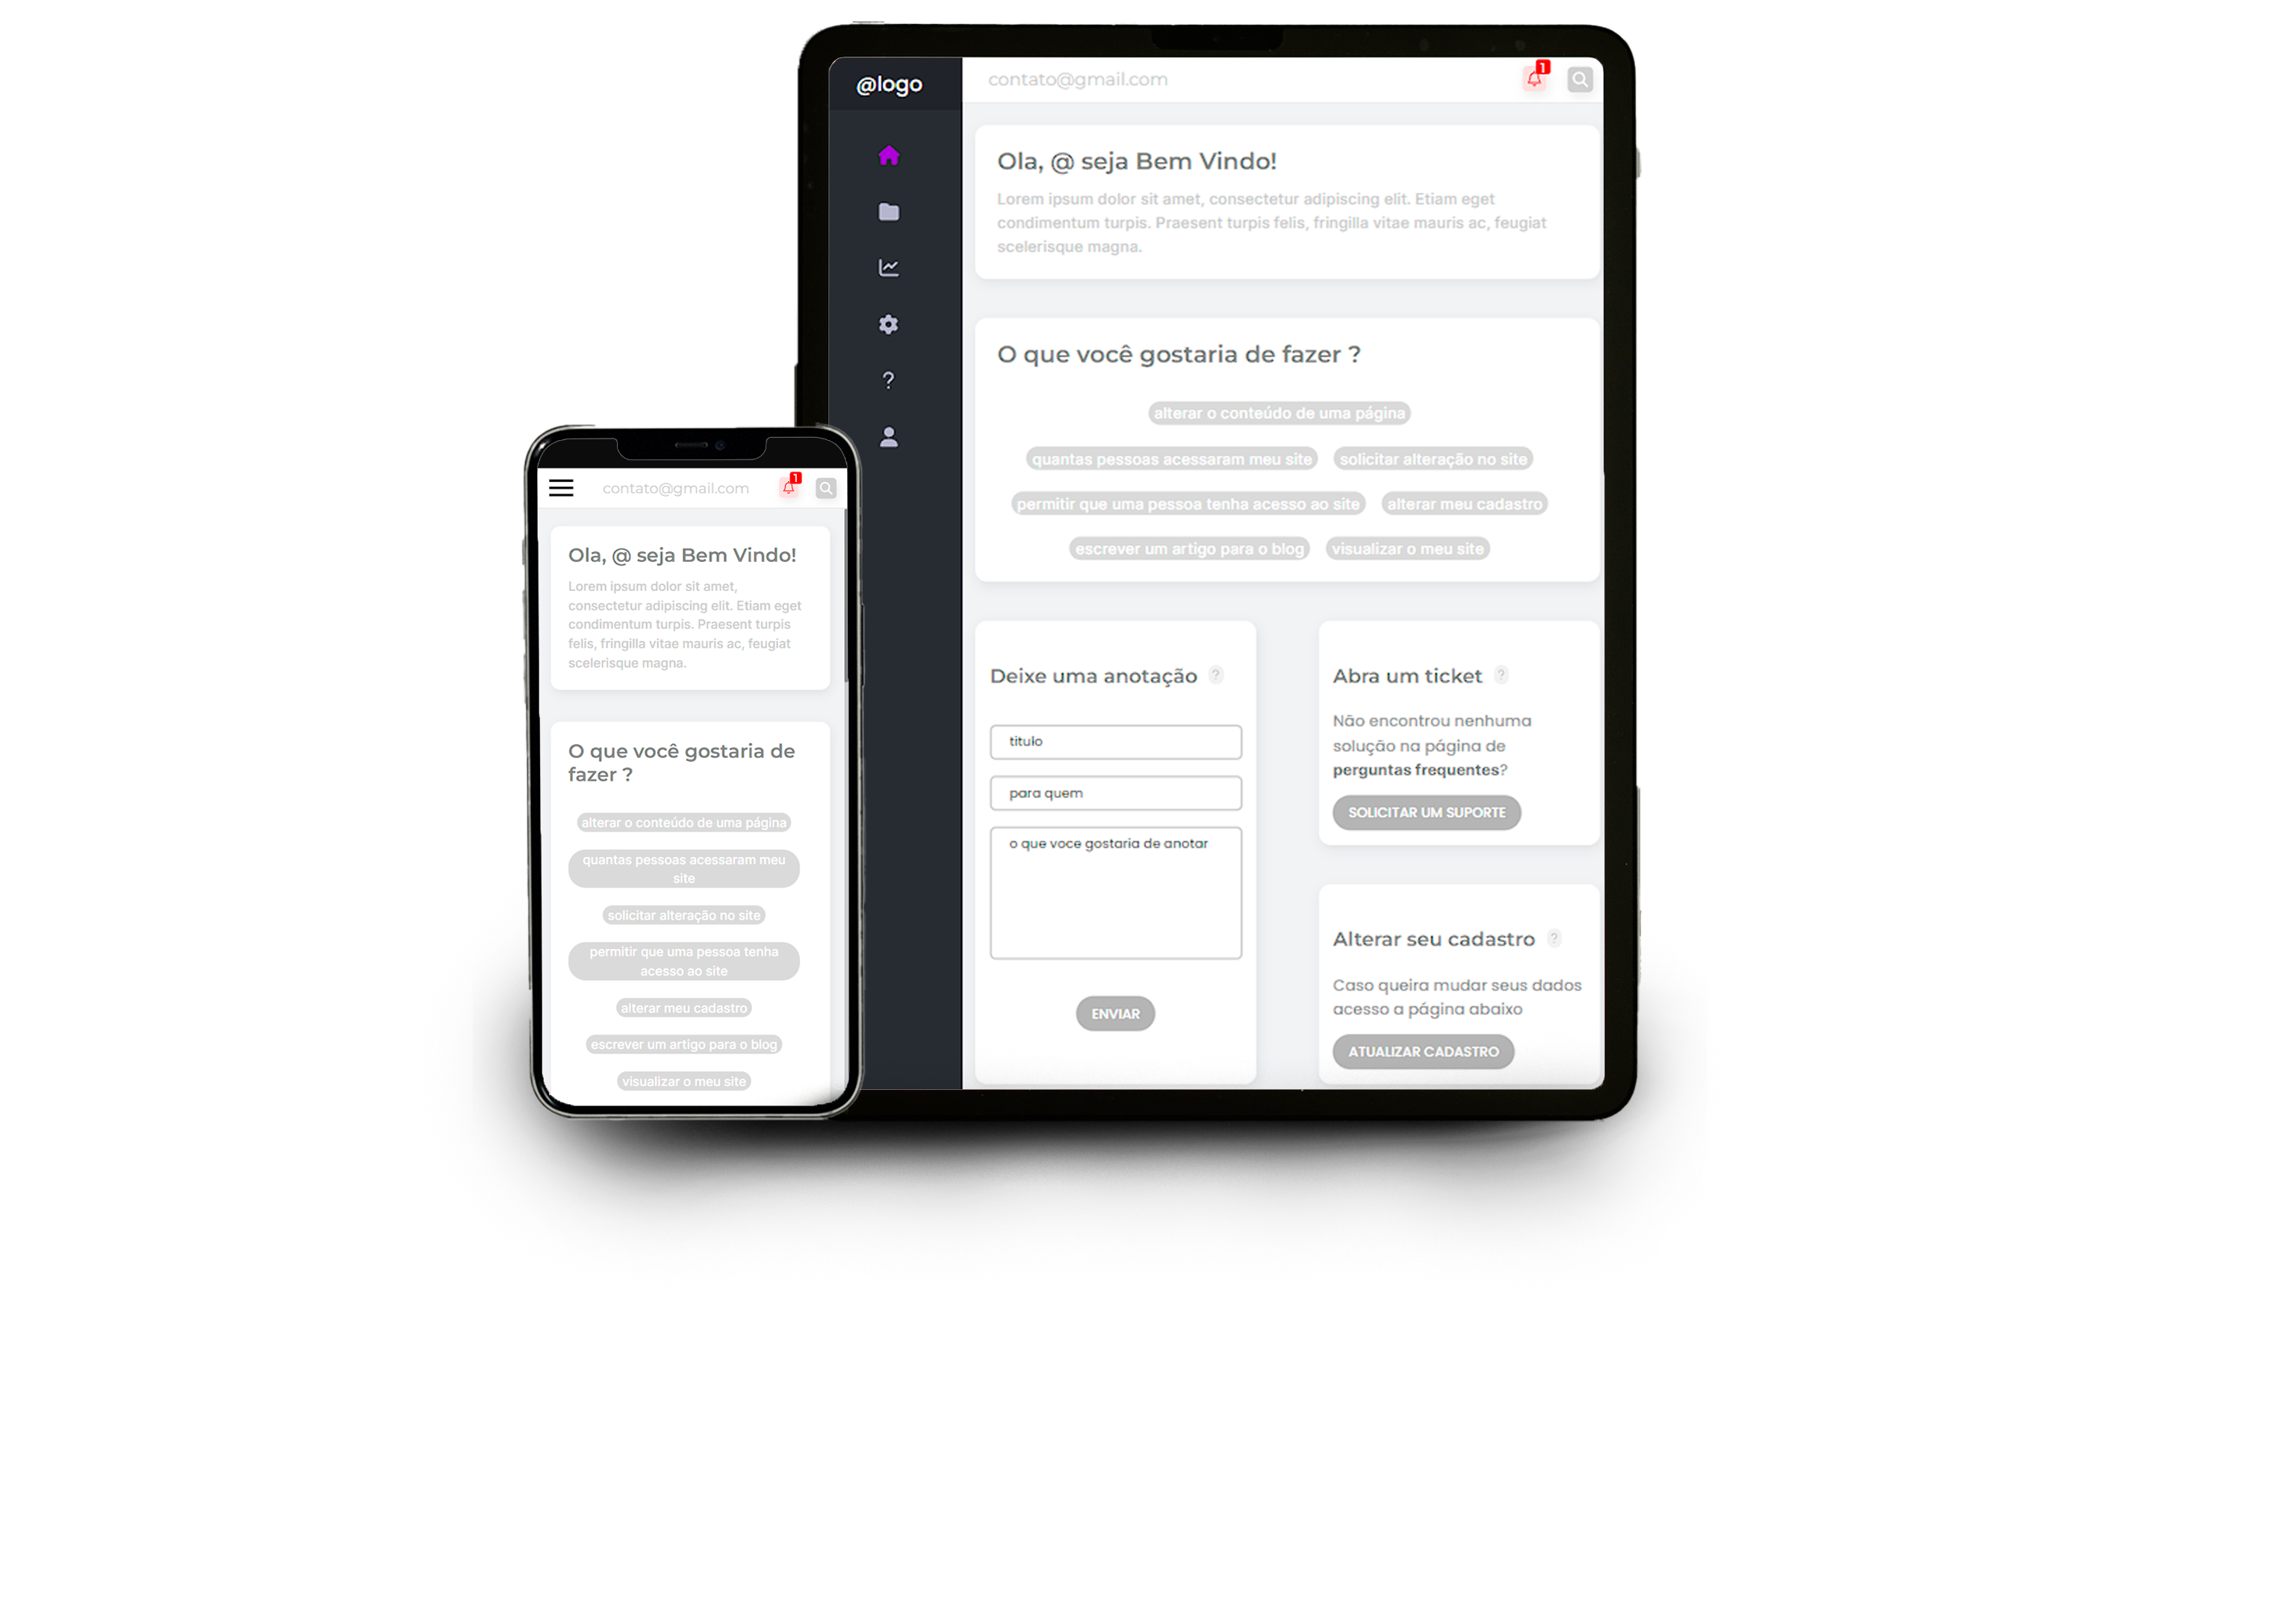 @logo
contato@gmail.com
1
Ola, @ seja Bem Vindo!
Lorem ipsum dolor sit amet, consectetur adipiscing elit. Etiam eget
condimentum turpis. Praesent turpis felis, fringilla vitae mauris ac, feugiat
scelerisque magna.
O que você gostaria de fazer ?
alterar o conteúdo de uma página
quantas pessoas acessaram meu site
solicitar alteração no site
permitir que uma pessoa tenha acesso ao site
alterar meu cadastro
escrever um artigo para o blog
visualizar o meu site
Deixe uma anotação ?
titulo
para quem
o que voce gostaria de anotar
ENVIAR
Abra um ticket ?
Não encontrou nenhuma
solução na página de
perguntas frequentes?
SOLICITAR UM SUPORTE
Alterar seu cadastro ?
Caso queira mudar seus dados
acesso a página abaixo
ATUALIZAR CADASTRO
contato@gmail.com
1
Ola, @ seja Bem Vindo!
Lorem ipsum dolor sit amet,
consectetur adipiscing elit. Etiam eget
condimentum turpis. Praesent turpis
felis, fringilla vitae mauris ac, feugiat
scelerisque magna.
O que você gostaria de
fazer ?
alterar o conteúdo de uma página
quantas pessoas acessaram meu
site
solicitar alteração no site
permitir que uma pessoa tenha
acesso ao site
alterar meu cadastro
escrever um artigo para o blog
visualizar o meu site